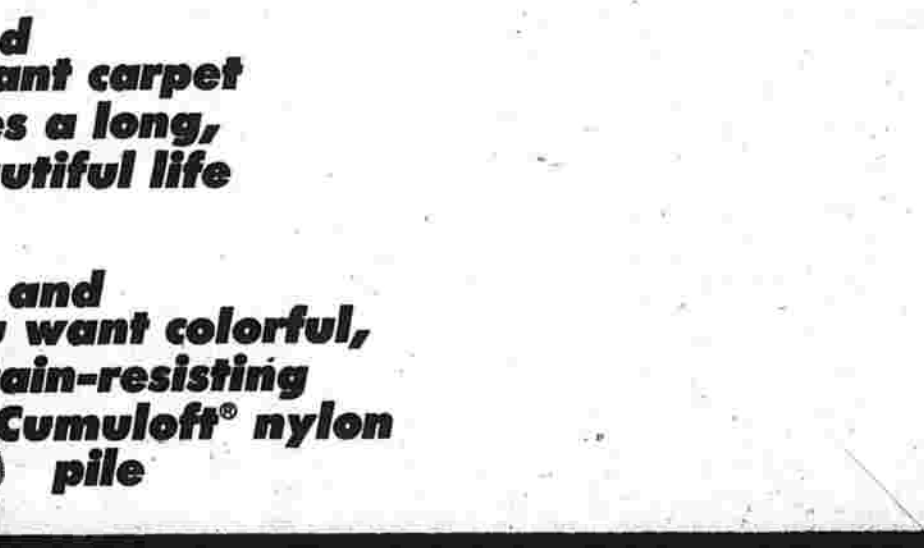 d
ant carpet
es a long,
utiful life
and
want colorful,
ain-resisting
Cumuloft® nylon
pile